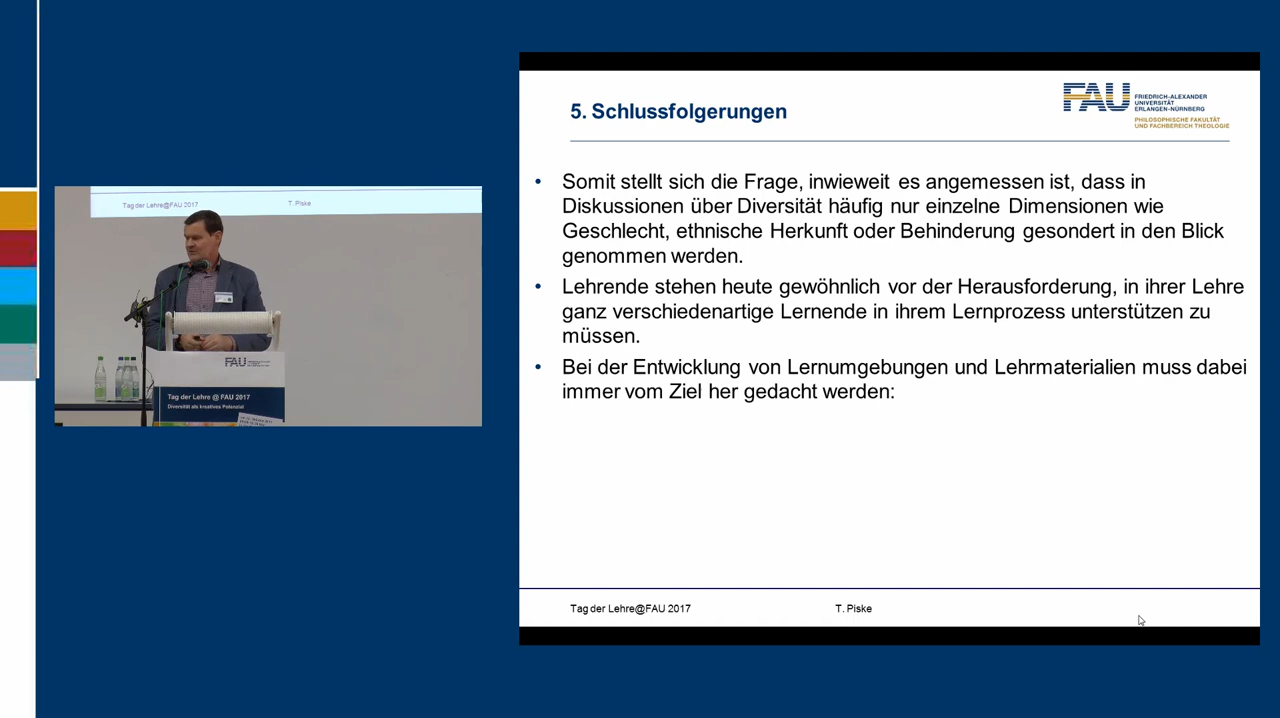 Tag der Lehre@FAU 2017
T. Piske
FAU
Tag der Lehre @ FAU 2017
Diversität als kreatives Potenzial
5. Schlussfolgerungen
FAU
FRIEDRICH-ALEXANDER
UNIVERSITÄT
ERLANGEN-NÜRNBERG
PHILOSOPHISCHE FAKULTÄT
UND FACHBEREICH THEOLOGIE
• Somit stellt sich die Frage, inwieweit es angemessen ist, dass in
Diskussionen über Diversität häufig nur einzelne Dimensionen wie
Geschlecht, ethnische Herkunft oder Behinderung gesondert in den Blick
genommen werden.
• Lehrende stehen heute gewöhnlich vor der Herausforderung, in ihrer Lehre
ganz verschiedenartige Lernende in ihrem Lernprozess unterstützen zu
müssen.
• Bei der Entwicklung von Lernumgebungen und Lehrmaterialien muss dabei
immer vom Ziel her gedacht werden:
Tag der Lehre@FAU 2017
T. Piske